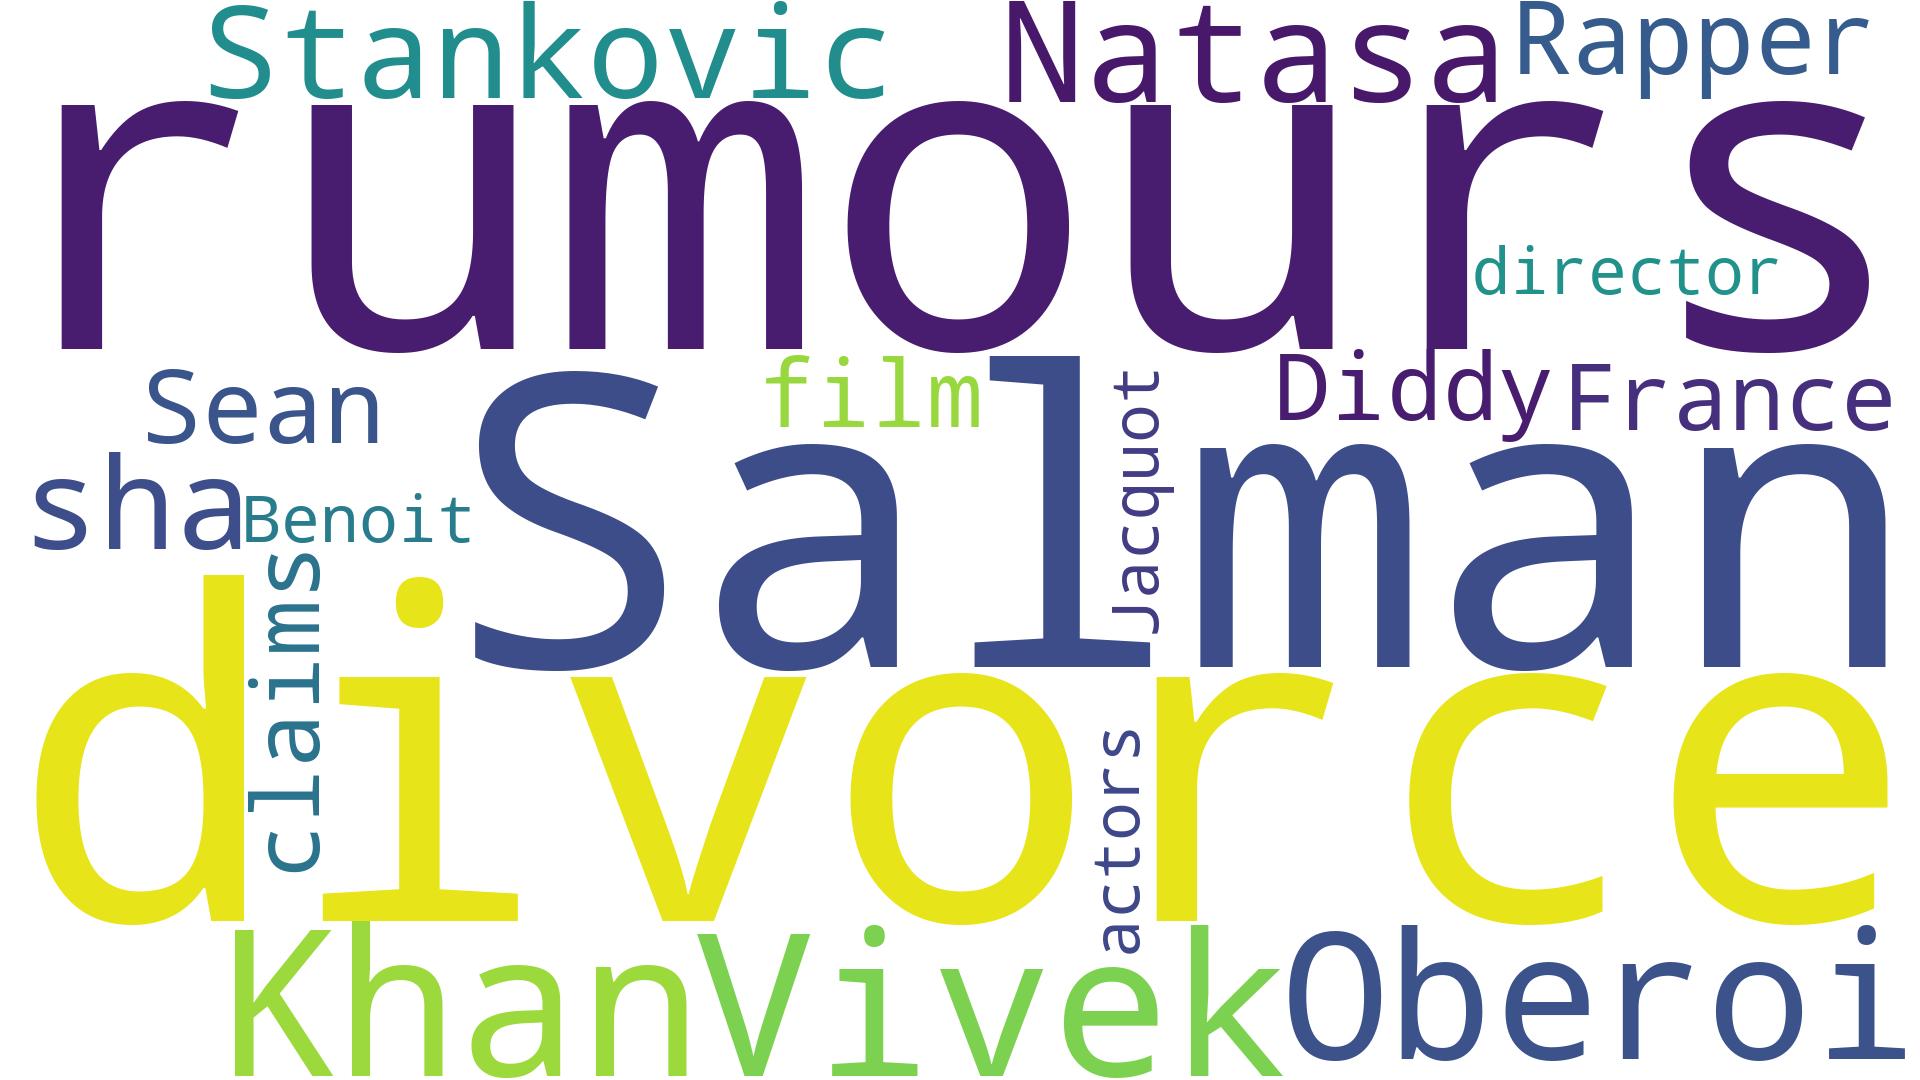 Stankovic Natasa Rapper
rumours
director
Sean film Diddy France
sha Benoit Salman Jacquot
claims
divorce
actors
Khan Vivek Oberoi